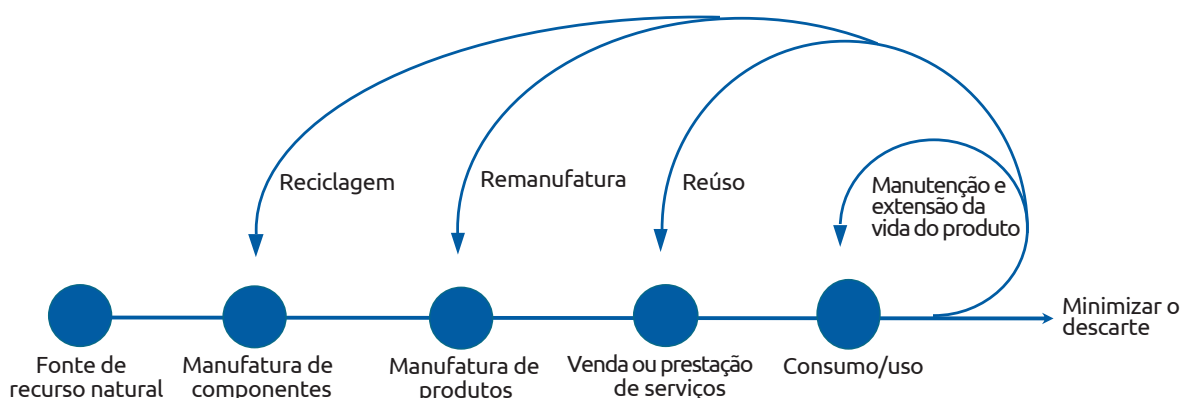 Reciclagem
Remanufatura
Reúso
Manutenção e
extensão da
vida do produto
Minimizar o
descarte
Fonte de
recurso natural
Manufatura de
componentes
Manufatura de
produtos
Venda ou prestação
de serviços
Consumo/uso